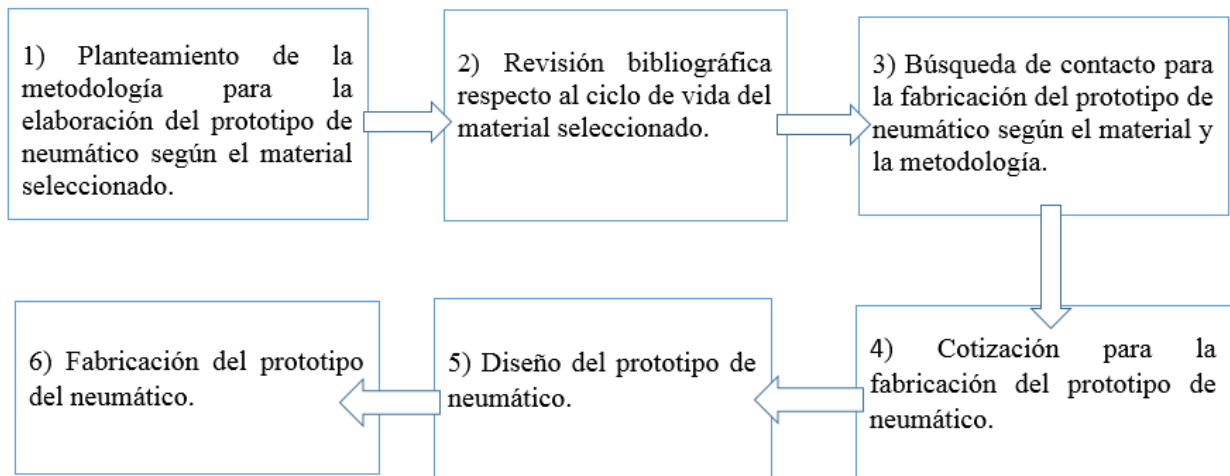 1) Planteamiento de la
metodología para la
elaboración del prototipo de
neumático según el material
seleccionado.
2) Revisión bibliográfica
respecto al ciclo de vida del
material seleccionado.
3) Búsqueda de contacto para
la fabricación del prototipo de
neumático según el material y
la metodología.
4) Cotización para la
fabricación del prototipo de
neumático.
5) Diseño del prototipo de
neumático.
6) Fabricación del prototipo
del neumático.